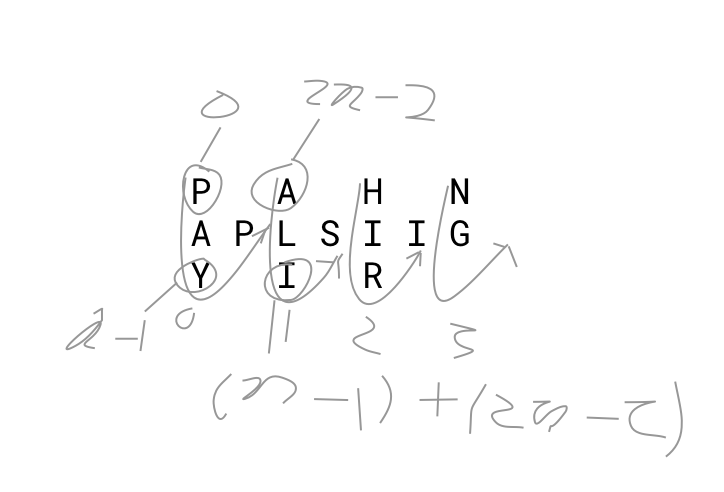 0 2n-2
P A H N
A P L S I I G
Y I R
n-1 0 1 2 3
(n-1)+(2n-2)